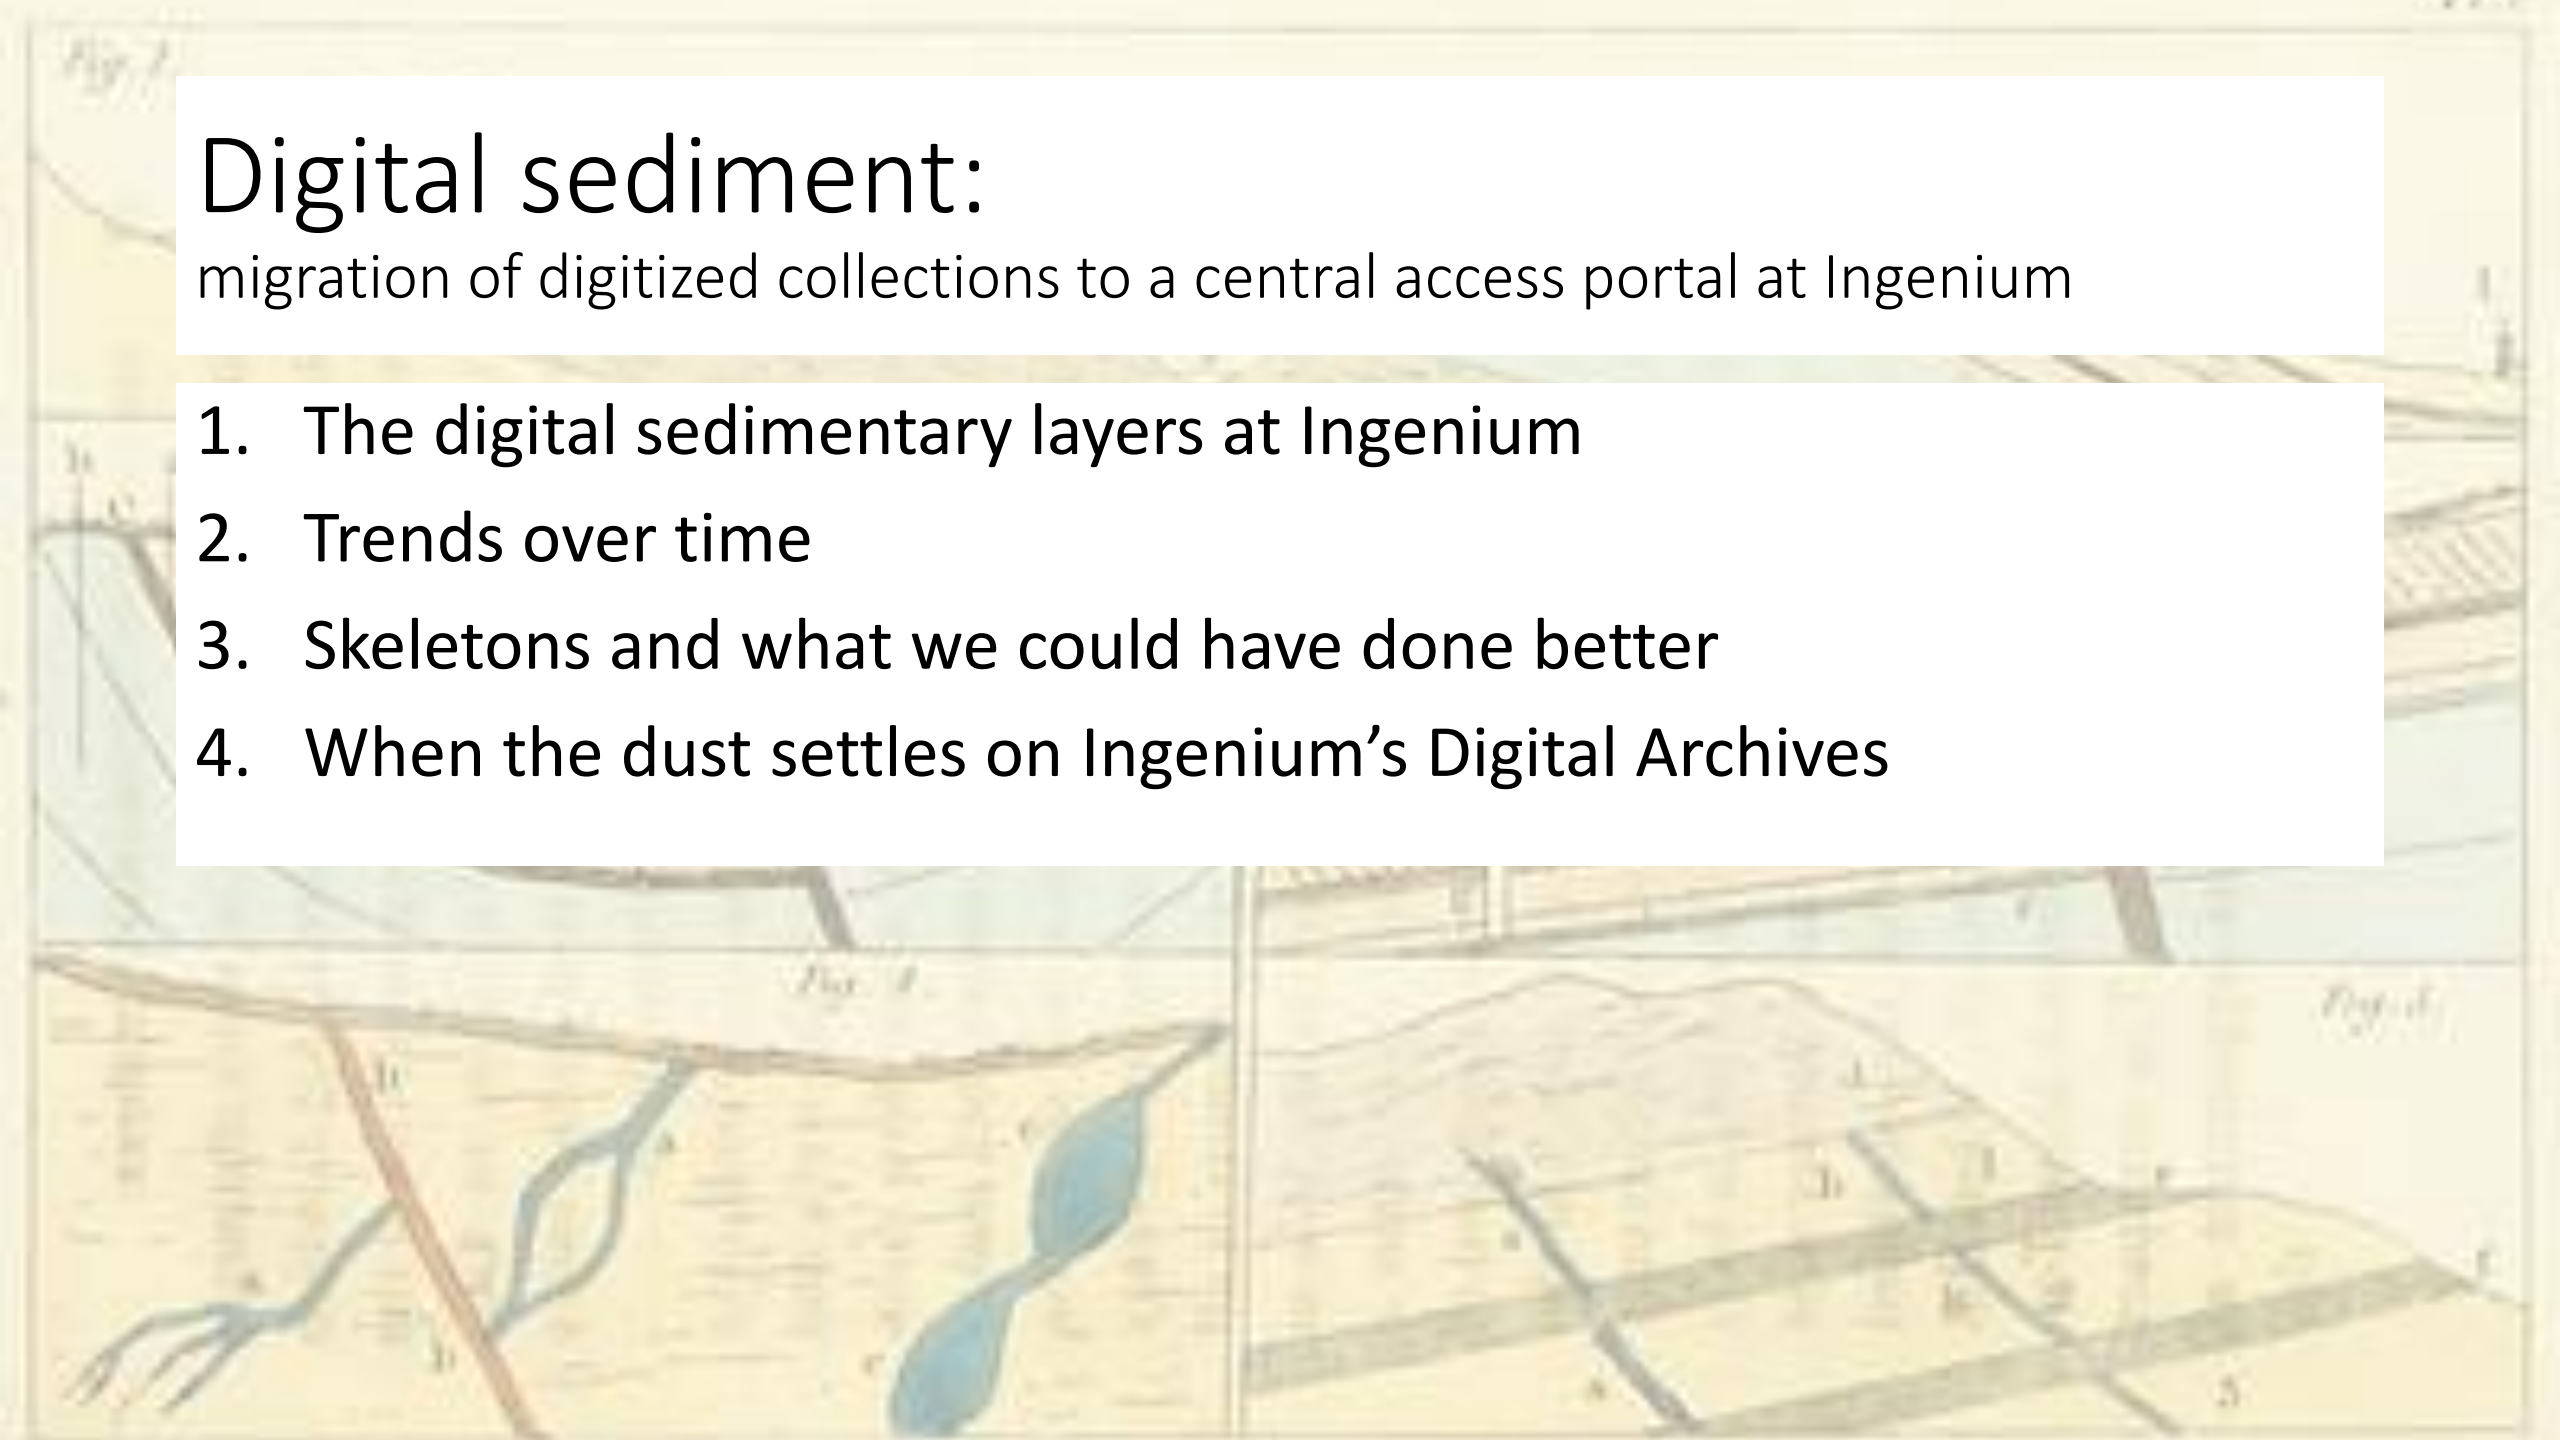 Fig. 1.
Digital sediment:
migration of digitized collections to a central access portal at Ingenium
1. The digital sedimentary layers at Ingenium
2. Trends over time
3. Skeletons and what we could have done better
4. When the dust settles on Ingenium’s Digital Archives